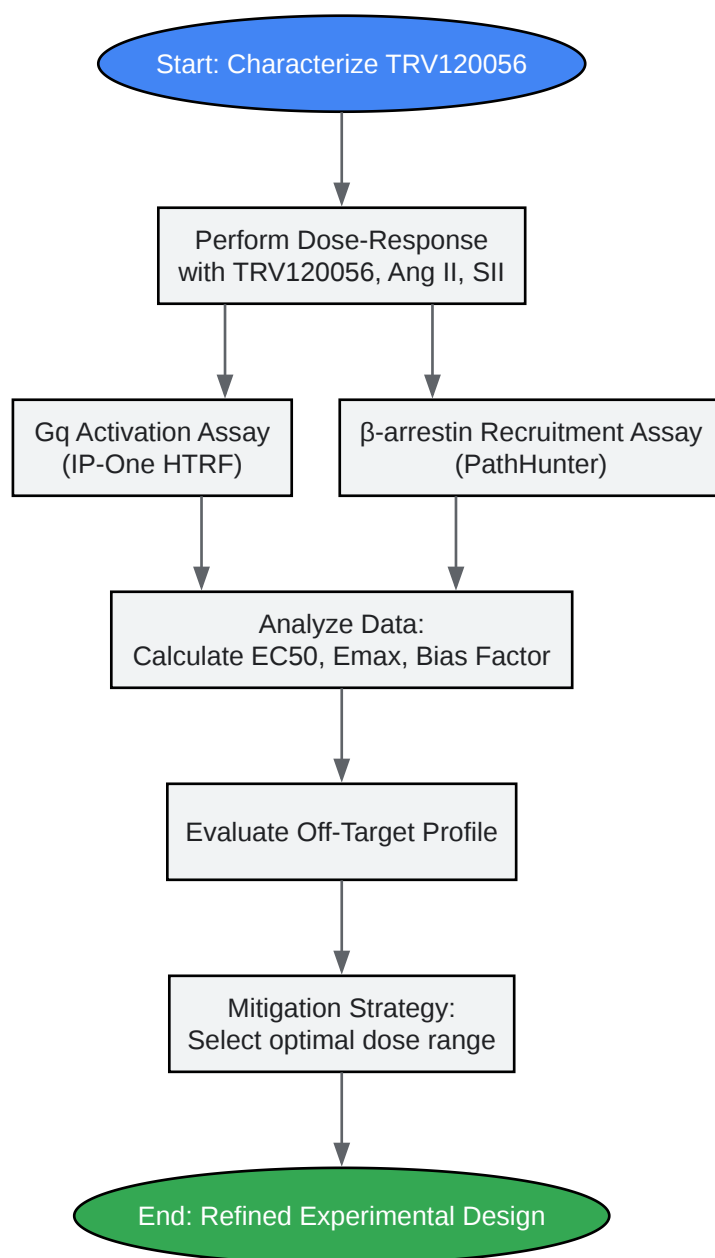 Start: Characterize TRV120056
Perform Dose-Response
with TRV120056, Ang II, SII
Gq Activation Assay
(IP-One HTRF)
β-arrestin Recruitment Assay
(PathHunter)
Analyze Data:
Calculate EC50, Emax, Bias Factor
Evaluate Off-Target Profile
Mitigation Strategy:
Select optimal dose range
End: Refined Experimental Design